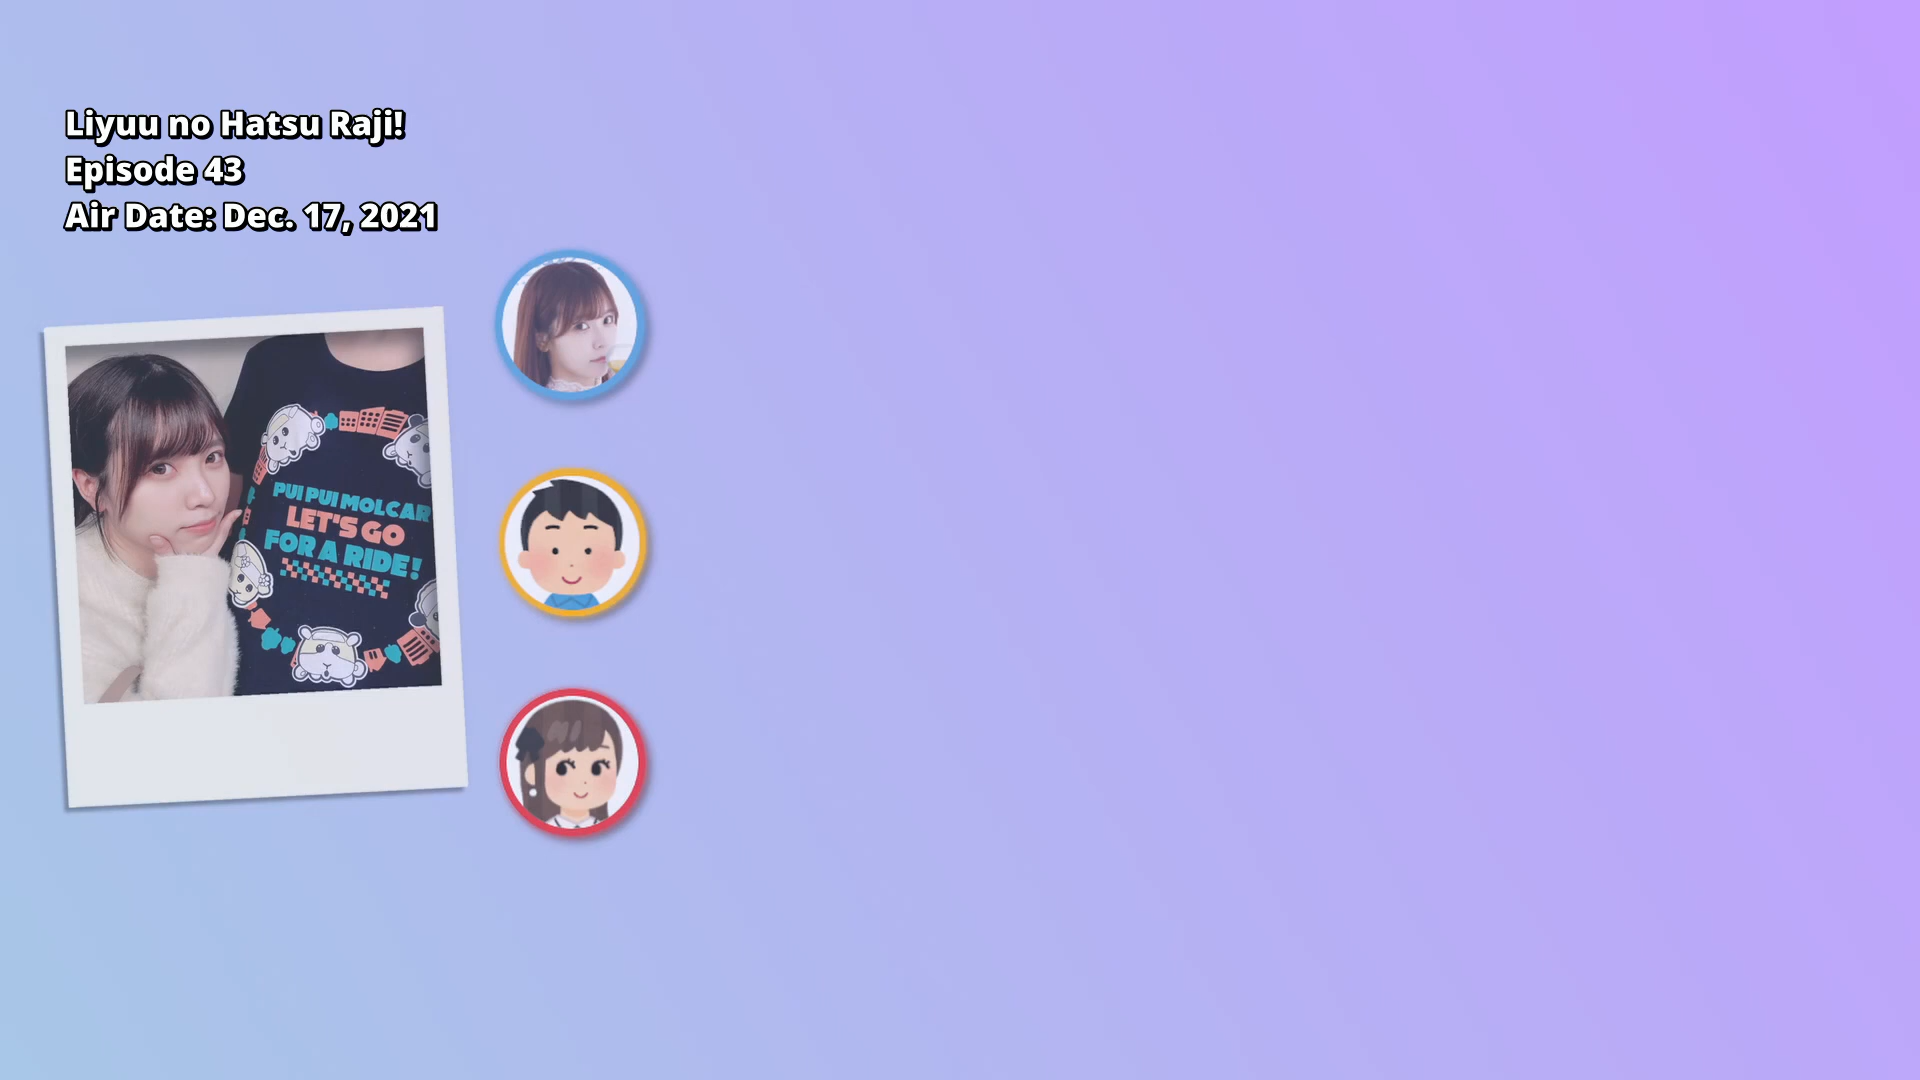 Liyuu no Hatsu Raji!
Episode 43
Air Date: Dec. 17, 2021
PUI PUI MOLCAR
LET'S GO
FOR A RIDE!